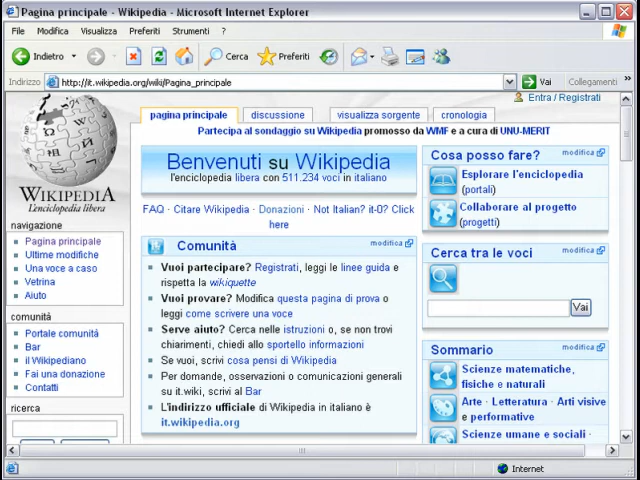 Pagina principale - Wikipedia - Microsoft Internet Explorer
File Modifica Visualizza Preferiti Strumenti ?
Indietro Cerca Preferiti
Indirizzo http://it.wikipedia.org/wiki/Pagina_principale Vai Collegamenti »
Entra / Registrati
pagina principale discussione visualizza sorgente cronologia
Partecipa al sondaggio su Wikipedia promosso da WMF e a cura di UNU-MERIT
WIKIPEDIA
L'enciclopedia libera
navigazione
Pagina principale
Ultime modifiche
Una voce a caso
Vetrina
Aiuto
comunità
Portale comunità
Bar
il Wikipediano
Fai una donazione
Contatti
ricerca
Benvenuti su Wikipedia
l'enciclopedia libera con 511.234 voci in italiano
FAQ · Citare Wikipedia · Donazioni · Not Italian? it-0? Click
here
Comunità modifica
Vuoi partecipare? Registrati, leggi le linee guida e
rispetta la wikiquette
Vuoi provare? Modifica questa pagina di prova o
leggi come scrivere una voce
Serve aiuto? Cerca nelle istruzioni o, se non trovi
chiarimenti, chiedi allo sportello informazioni
Se vuoi, scrivi cosa pensi di Wikipedia
Per domande, osservazioni o comunicazioni generali
su it.wiki, scrivi al Bar
L'indirizzo ufficiale di Wikipedia in italiano è
it.wikipedia.org
Cosa posso fare? modifica
Esplorare l'enciclopedia
(portali)
Collaborare al progetto
(progetti)
Cerca tra le voci modifica
Vai
Sommario modifica
Scienze matematiche,
fisiche e naturali
Arte · Letteratura · Arti visive
e performative
Scienze umane e sociali ·
Internet